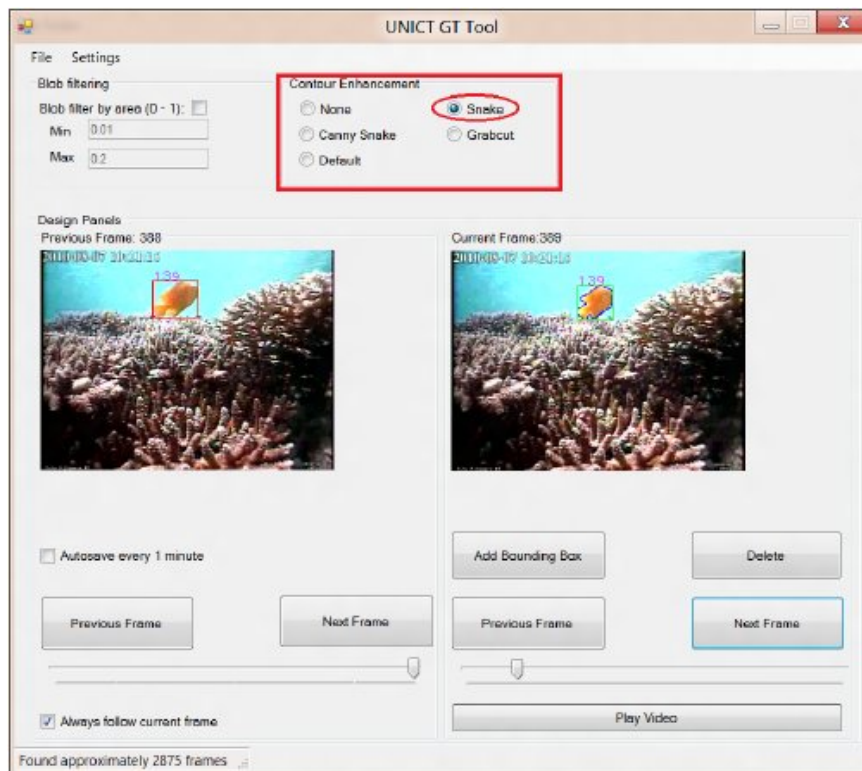 UNICT GT Tool
File Settings
Blob filtering
Blob filter by area (0 - 1):
Min 0.01
Max 0.2
Contour Enhancement
None
Snake
Canny Snake
Grabcut
Default
Design Panels
Previous Frame: 388
139
Current Frame:389
139
Autosave every 1 minute
Previous Frame
Next Frame
Always follow current frame
Add Bounding Box
Delete
Previous Frame
Next Frame
Play Video
Found approximately 2875 frames